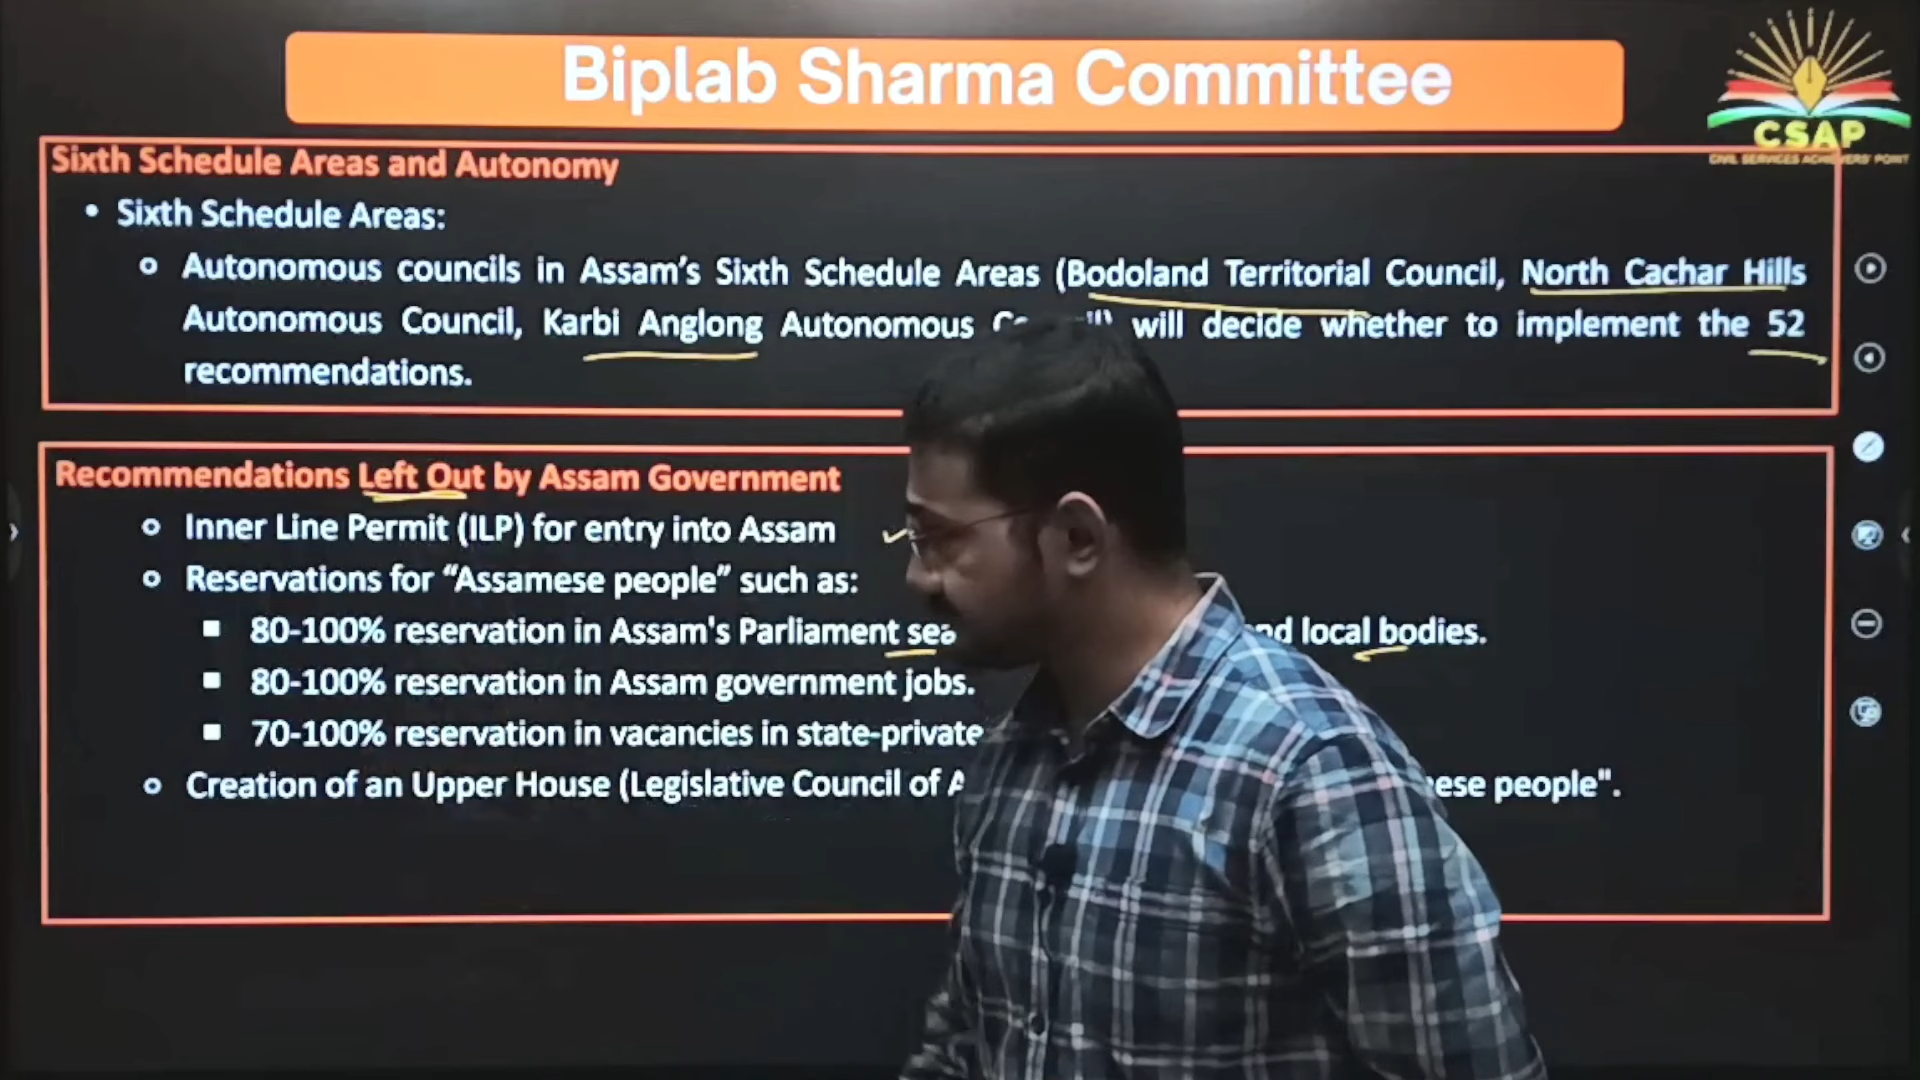 Biplab Sharma Committee
CSAP
CIVIL SERVICES ACHIEVERS' POINT
Sixth Schedule Areas and Autonomy
• Sixth Schedule Areas:
Autonomous councils in Assam's Sixth Schedule Areas (Bodoland Territorial Council, North Cachar Hills
Autonomous Council, Karbi Anglong Autonomous will decide whether to implement the 52
recommendations.
Recommendations Left Out by Assam Government
Inner Line Permit (ILP) for entry into Assam
Reservations for “Assamese people” such as:
80-100% reservation in Assam's Parliament local bodies.
80-100% reservation in Assam government jobs.
70-100% reservation in vacancies in state-private
Creation of an Upper House (Legislative Council of people".